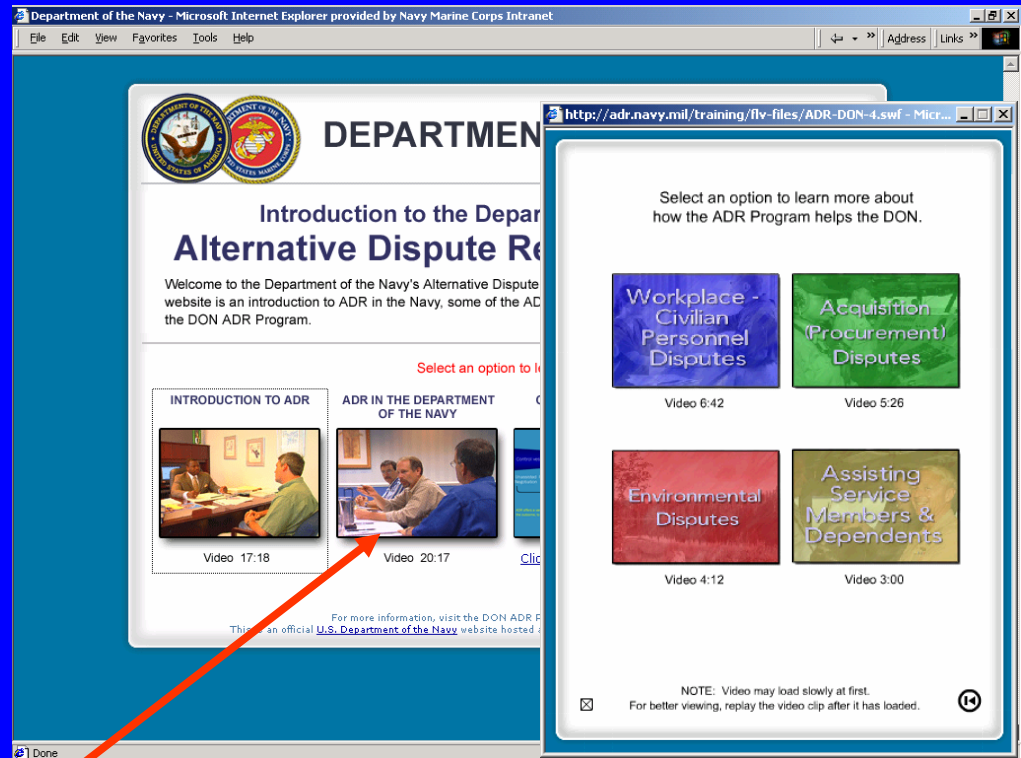 Department of the Navy - Microsoft Internet Explorer provided by Navy Marine Corps Intranet
File Edit View Favorites Tools Help
Address Links
DEPARTMEN
Introduction to the Depar
Alternative Dispute Re
Welcome to the Department of the Navy's Alternative Dispute
website is an introduction to ADR in the Navy, some of the AD
the DON ADR Program.
Select an option to l
INTRODUCTION TO ADR
Video 17:18
ADR IN THE DEPARTMENT
OF THE NAVY
Video 20:17
Clic
For more information, visit the DON ADR P
This is an official U.S. Department of the Navy website hosted
Done
http://adr.navy.mil/training/flv-files/ADR-DON-4.swf - Micr...
Select an option to learn more about
how the ADR Program helps the DON.
Workplace -
Civilian
Personnel
Disputes
Video 6:42
Acquisition
(Procurement)
Disputes
Video 5:26
Environmental
Disputes
Video 4:12
Assisting
Service
Members &
Dependents
Video 3:00
NOTE: Video may load slowly at first.
For better viewing, replay the video clip after it has loaded.